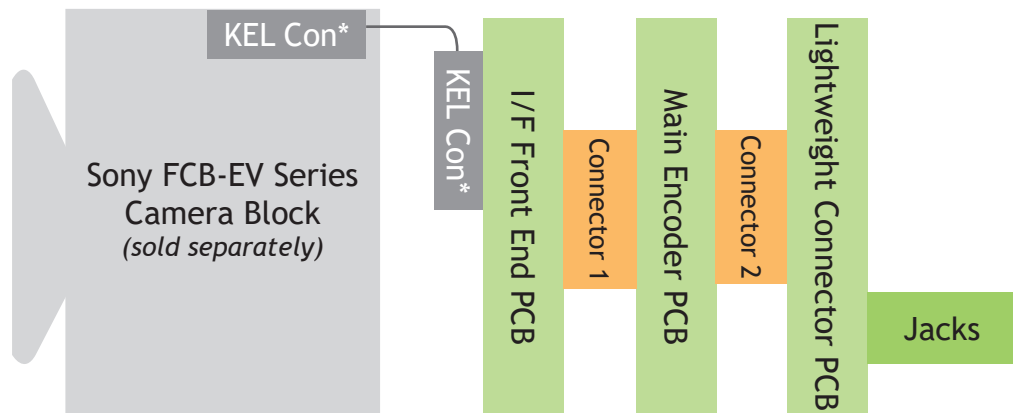 KEL Con*
Sony FCB-EV Series
Camera Block
(sold separately)
KEL Con*
I/F Front End PCB
Connector 1
Main Encoder PCB
Connector 2
Lightweight Connector PCB
Jacks